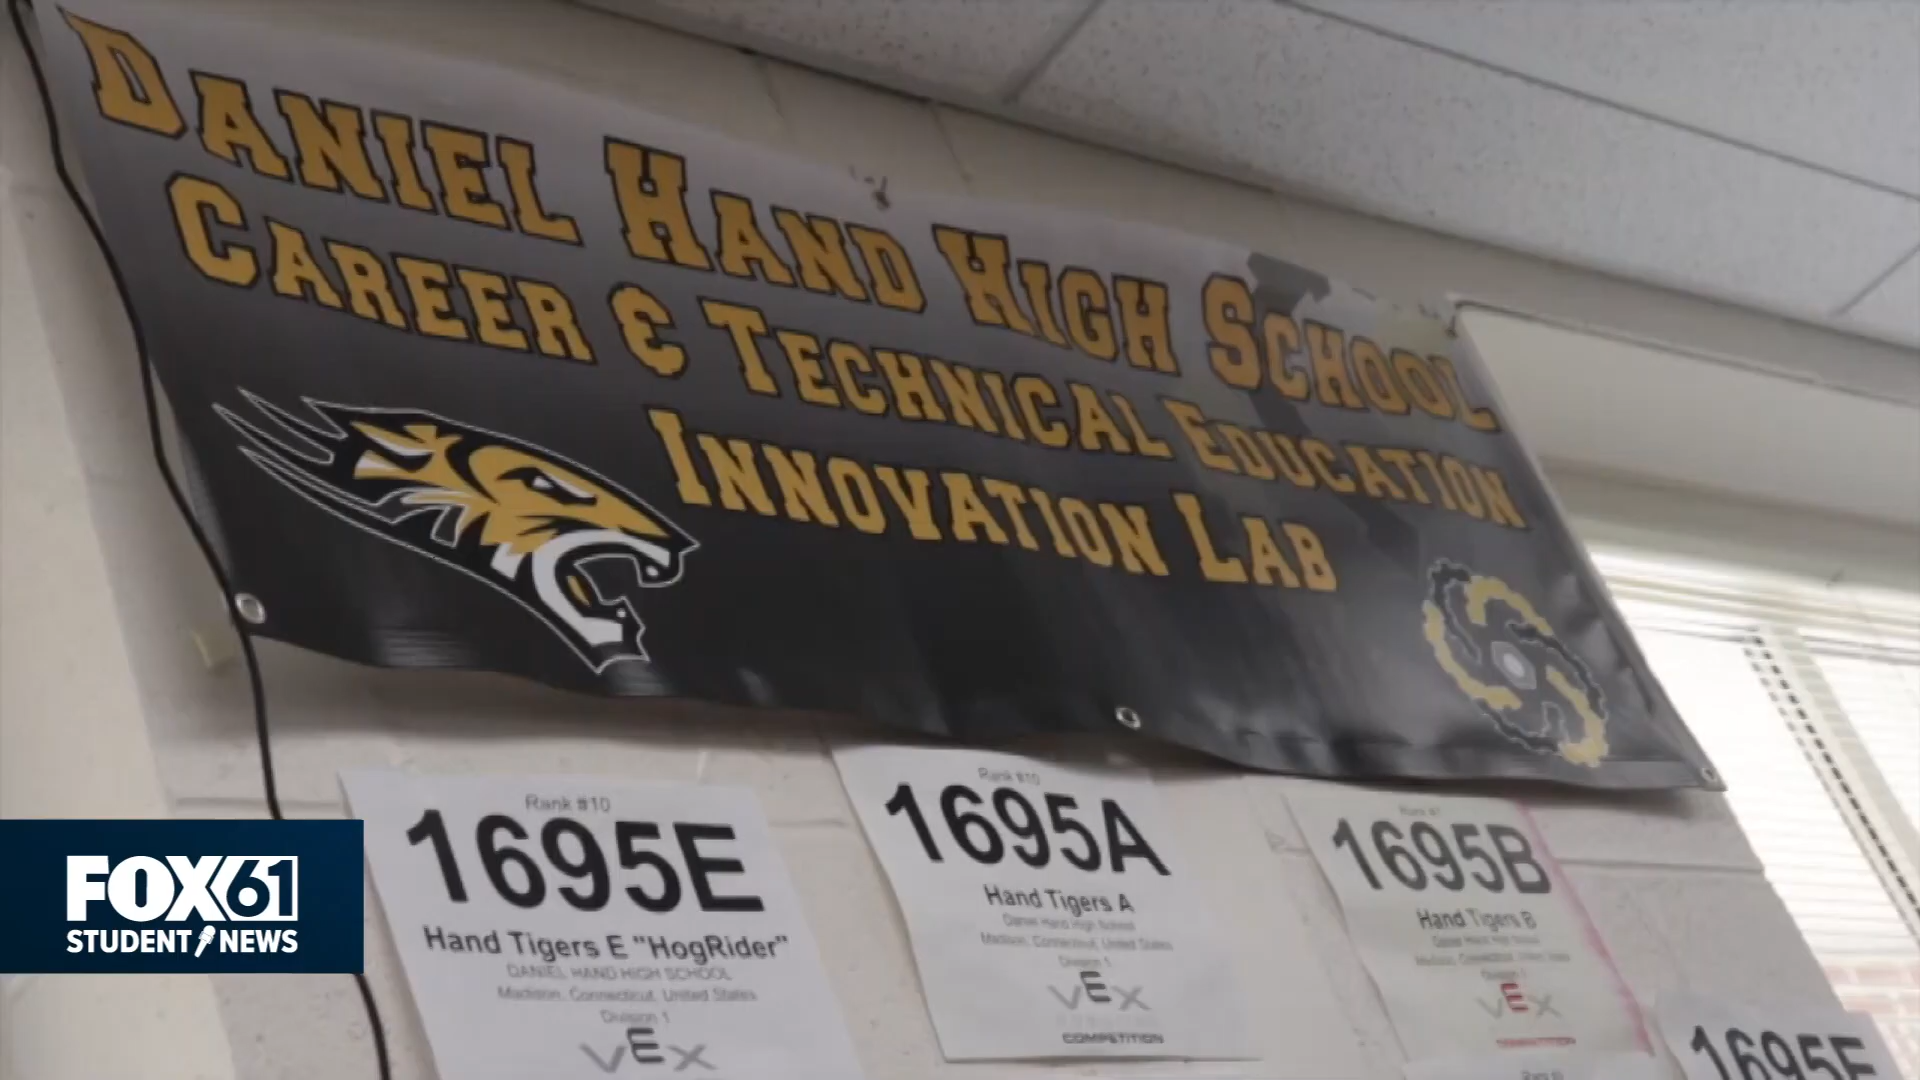 DANIEL HAND HIGH SCHOOL
CAREER & TECHNICAL EDUCATION
INNOVATION LAB
Rank #10
1695E
Hand Tigers E "HogRider"
DANIEL HAND HIGH SCHOOL
Madison, Connecticut, United States
Division 1
VEX
Rank #10
1695A
Hand Tigers A
Daniel Hand High School
Madison, Connecticut, United States
Division 1
VEX
COMPETITION
1695B
Hand Tigers B
Division 1
VEX
FOX61
STUDENT NEWS